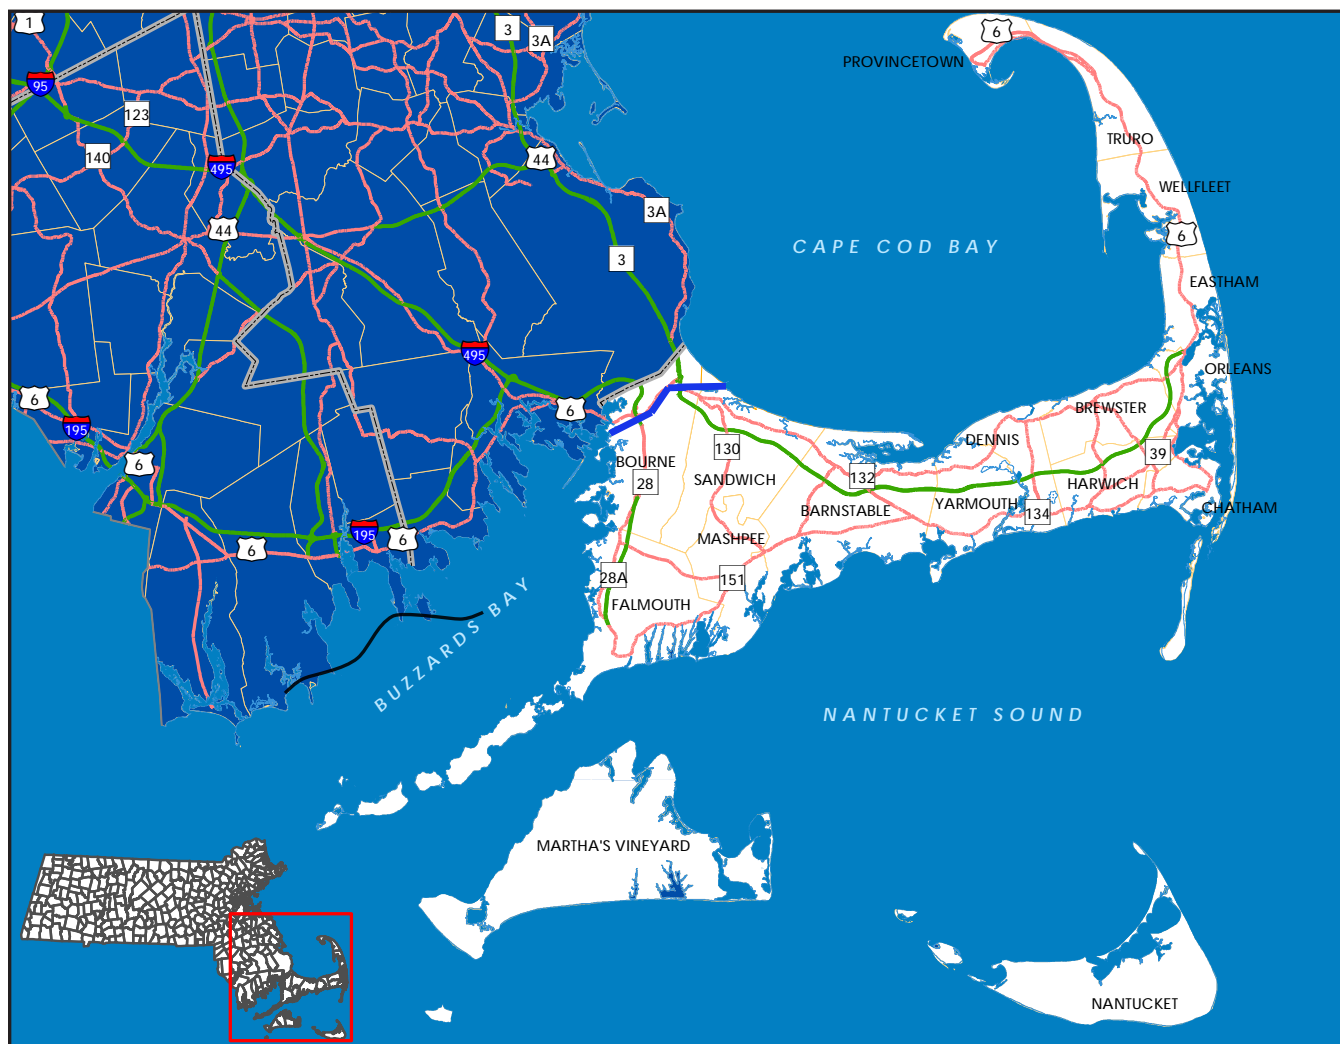 1
3
3A
6
PROVINCETOWN
95
123
TRURO
140
44
495
WELLFLEET
3A
44
6
CAPE COD BAY
3
EASTHAM
495
ORLEANS
6
6
BREWSTER
195
DENNIS
130
39
BOURNE
6
132
SANDWICH
28
HARWICH
YARMOUTH
CHATHAM
BARNSTABLE
134
195
6
MASHPEE
6
28A
151
FALMOUTH
BUZZARDS BAY
NANTUCKET SOUND
MARTHA'S VINEYARD
NANTUCKET